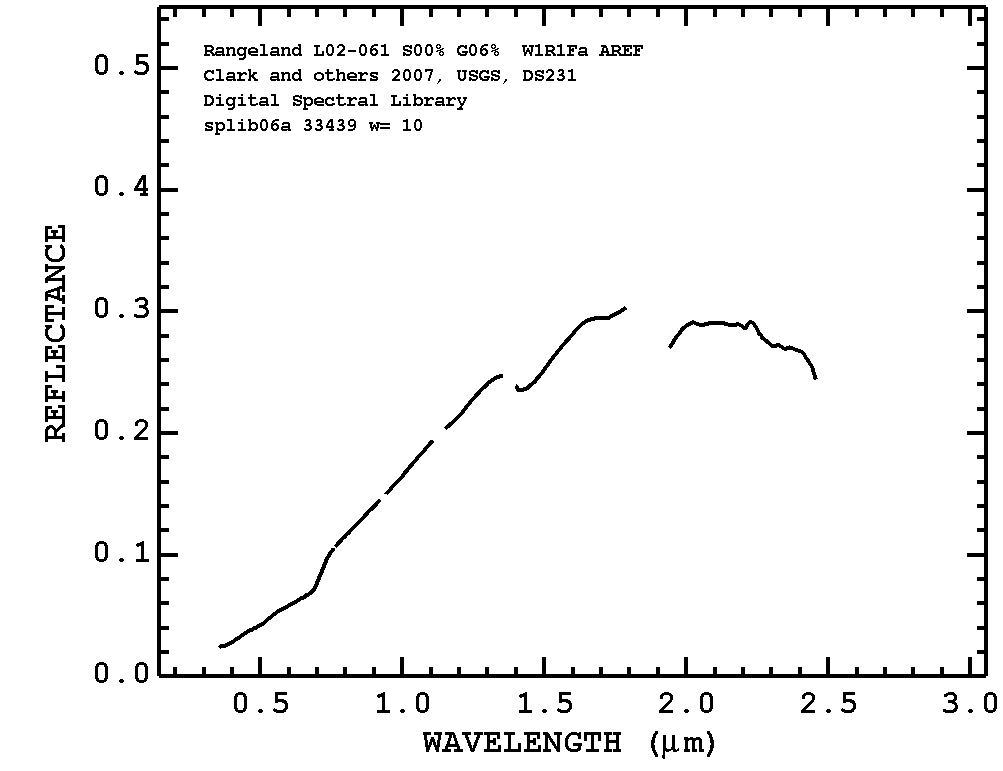 Rangeland L02-061 S00% G06%  W1R1Fa AREF
Clark and others 2007, USGS, DS231
Digital Spectral Library
splib06a 33439 w= 10
0.5
0.4
0.3
0.2
0.1
0.0
REFLECTANCE
0.5 1.0 1.5 2.0 2.5 3.0
WAVELENGTH (μm)